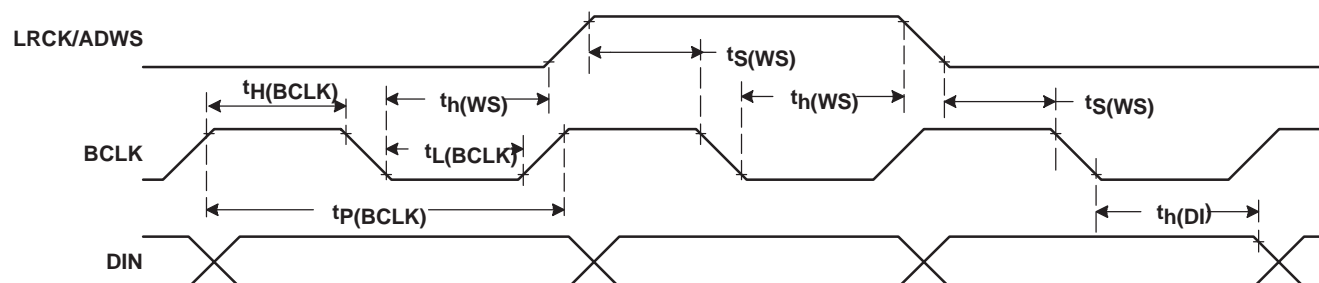 LRCK/ADWS
tS(WS)
tH(BCLK)
th(WS)
th(WS)
tS(WS)
BCLK
tL(BCLK)
tP(BCLK)
th(DI)
DIN